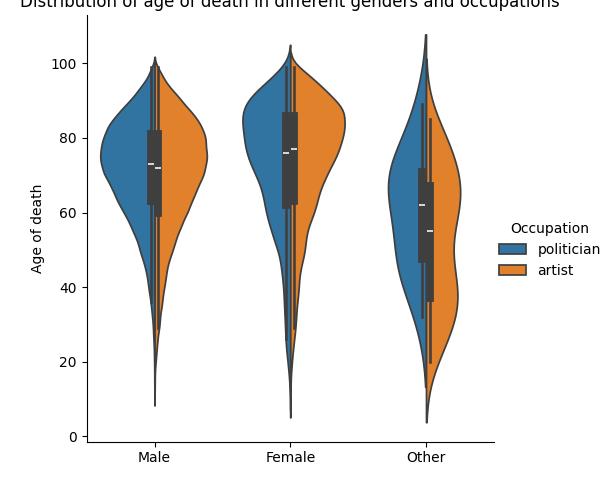 Distribution of age of death in different genders and occupations
100
80
60
40
20
0
Age of death
Male
Female
Other
Occupation
politician
artist